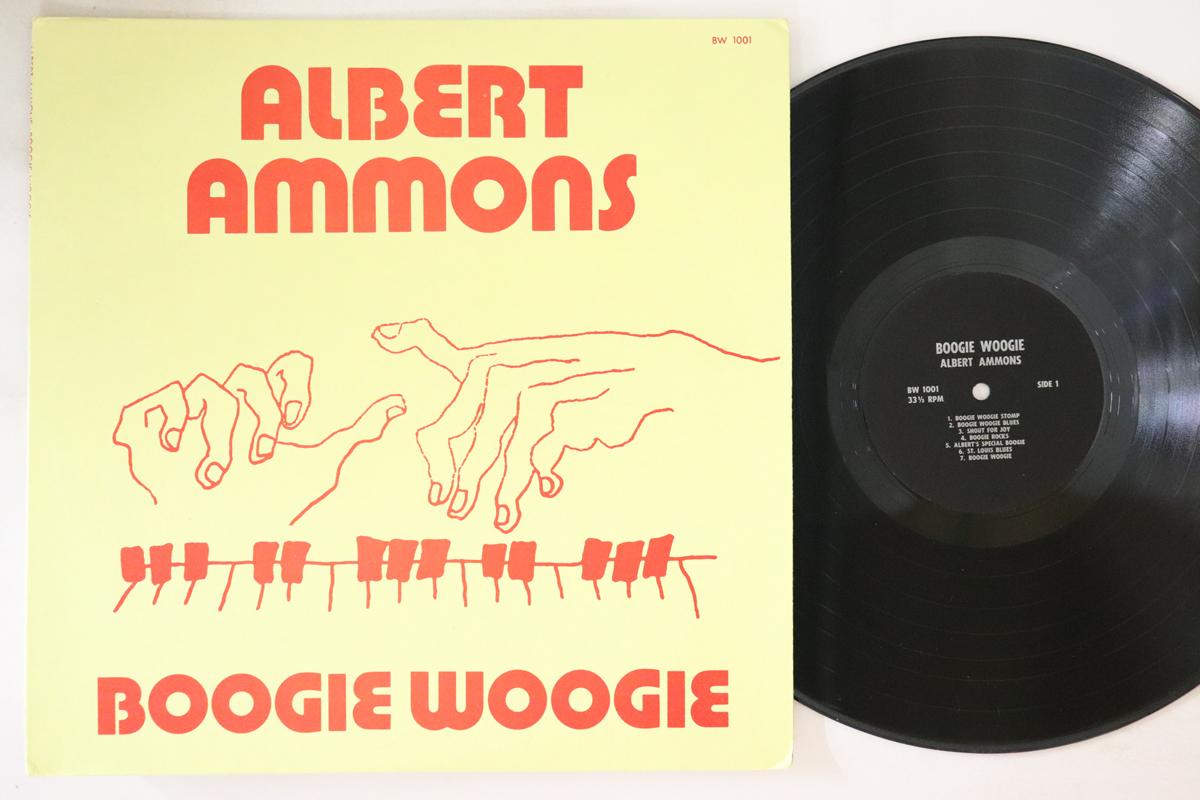 BW 1001
ALBERT
AMMONS
BOOGIE WOOGIE
BOOGIE WOOGIE
ALBERT AMMONS
BW 1001
33⅓ RPM
SIDE 1
1. BOOGIE WOOGIE STOMP
2. BOOGIE WOOGIE BLUES
3. SHOUT FOR JOY
4. BOOGIE ROCKS
5. ALBERT'S SPECIAL BOOGIE
6. ST. LOUIS BLUES
7. BOOGIE WOOGIE